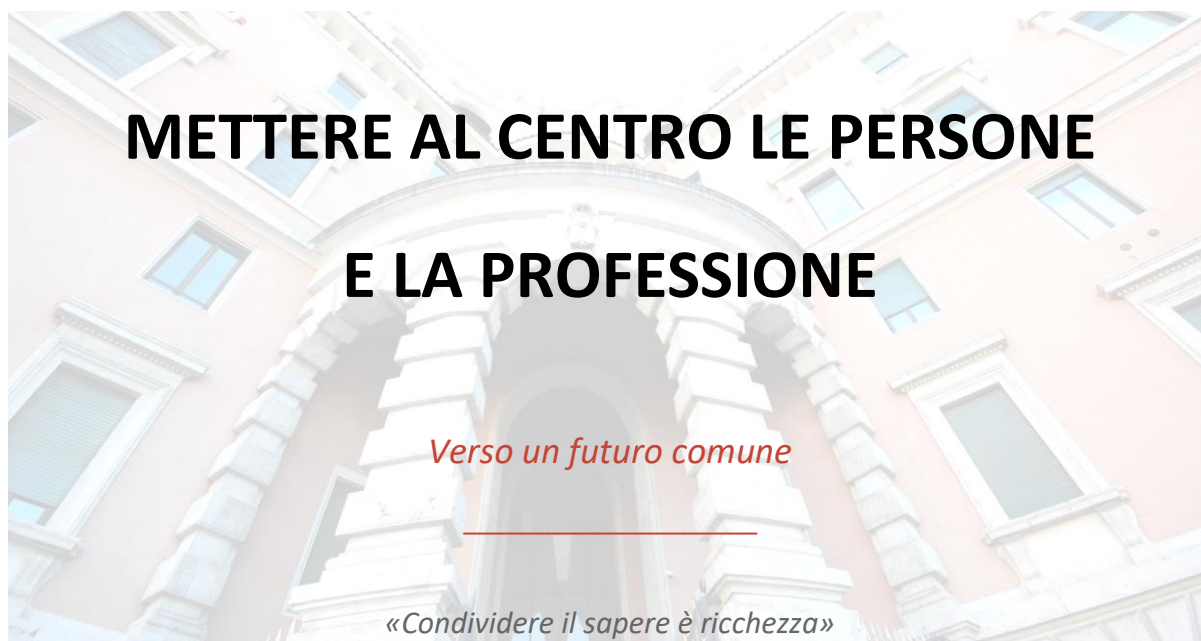 METTERE AL CENTRO LE PERSONE
E LA PROFESSIONE
Verso un futuro comune
«Condividere il sapere è ricchezza»